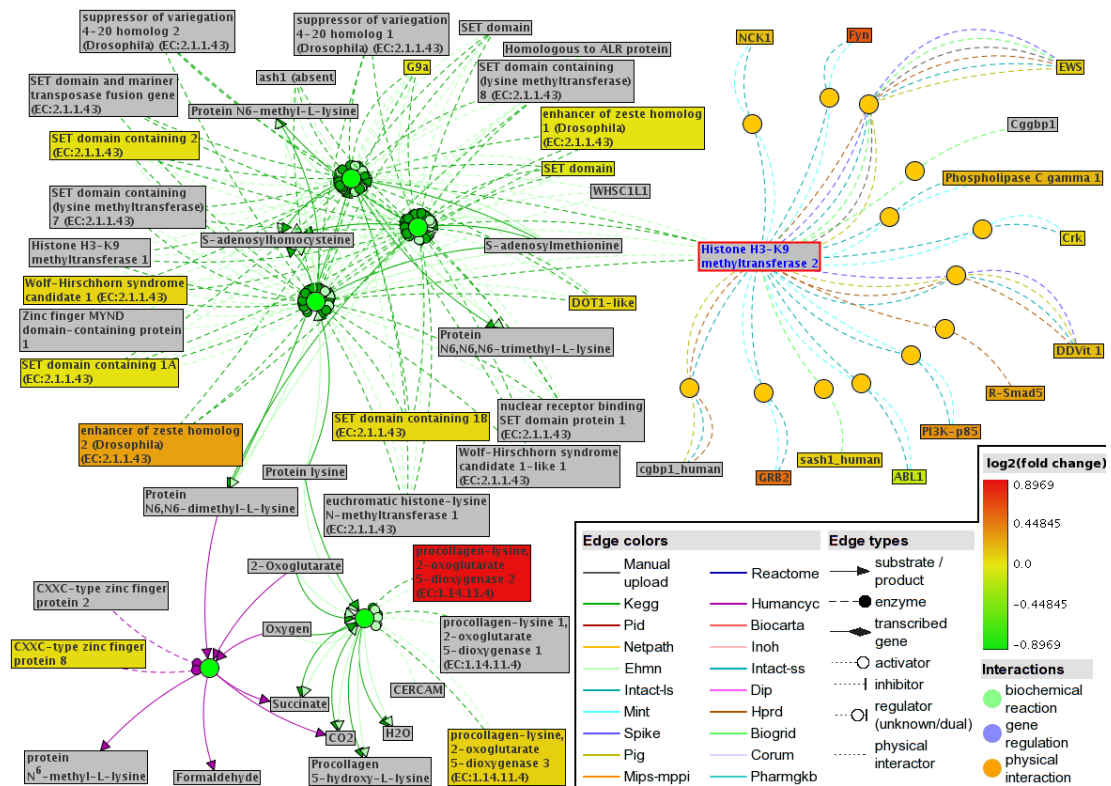 suppressor of variegation
4-20 homolog 2
(Drosophila) (EC:2.1.1.43)
suppressor of variegation
4-20 homolog 1
(Drosophila) (EC:2.1.1.43)
SET domain
Homologous to ALR protein
G9a
SET domain containing
(lysine methyltransferase)
8 (EC:2.1.1.43)
SET domain and mariner
transposase fusion gene
(EC:2.1.1.43)
ash1 (absent
Protein N6-methyl-L-lysine
enhancer of zeste homolog
1 (Drosophila)
(EC:2.1.1.43)
SET domain containing 2
(EC:2.1.1.43)
SET domain
WHSC1L1
SET domain containing
(lysine methyltransferase)
7 (EC:2.1.1.43)
S-adenosylhomocysteine
S-adenosylmethionine
Histone H3-K9
methyltransferase 1
Wolf-Hirschhorn syndrome
candidate 1 (EC:2.1.1.43)
DOT1-like
Zinc finger MYND
domain-containing protein
1
Protein
N6,N6,N6-trimethyl-L-lysine
SET domain containing 1A
(EC:2.1.1.43)
SET domain containing 1B
(EC:2.1.1.43)
nuclear receptor binding
SET domain protein 1
(EC:2.1.1.43)
enhancer of zeste homolog
2 (Drosophila)
(EC:2.1.1.43)
Wolf-Hirschhorn syndrome
candidate 1-like 1
(EC:2.1.1.43)
Protein lysine
Protein
N6,N6-dimethyl-L-lysine
euchromatic histone-lysine
N-methyltransferase 1
(EC:2.1.1.43)
NCK1
Fyn
EWS
Cggbp1
Phospholipase C gamma 1
Crk
Histone H3-K9
methyltransferase 2
DDVit 1
R-Smad5
PI3K-p85
ABL1
sash1_human
GRB2
cgbp1_human
2-Oxoglutarate
procollagen-lysine,
2-oxoglutarate
5-dioxygenase 2
(EC:1.14.11.4)
CXXC-type zinc finger
protein 2
Oxygen
procollagen-lysine 1,
2-oxoglutarate
5-dioxygenase 1
(EC:1.14.11.4)
CXXC-type zinc finger
protein 8
CERCAM
Succinate
CO2
H2O
procollagen-lysine,
2-oxoglutarate
5-dioxygenase 3
(EC:1.14.11.4)
protein
N6-methyl-L-lysine
Formaldehyde
Procollagen
5-hydroxy-L-lysine
Edge colors
Manual
upload
Kegg
Pid
Netpath
Ehmn
Intact-ls
Mint
Spike
Pig
Mips-mppi
Reactome
Humancyc
Biocarta
Inoh
Intact-ss
Dip
Hprd
Biogrid
Corum
Pharmgkb
Edge types
substrate /
product
enzyme
transcribed
gene
activator
inhibitor
regulator
(unknown/dual)
physical
interactor
log2(fold change)
0.8969
0.44845
0.0
-0.44845
-0.8969
Interactions
biochemical
reaction
gene
regulation
physical
interaction